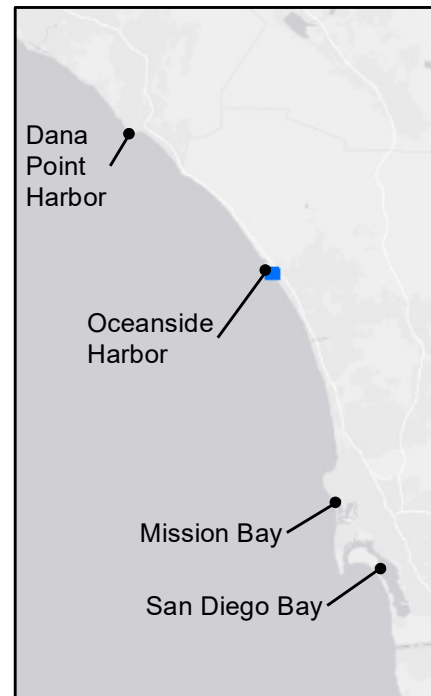 Dana
Point
Harbor
Oceanside
Harbor
Mission Bay
San Diego Bay